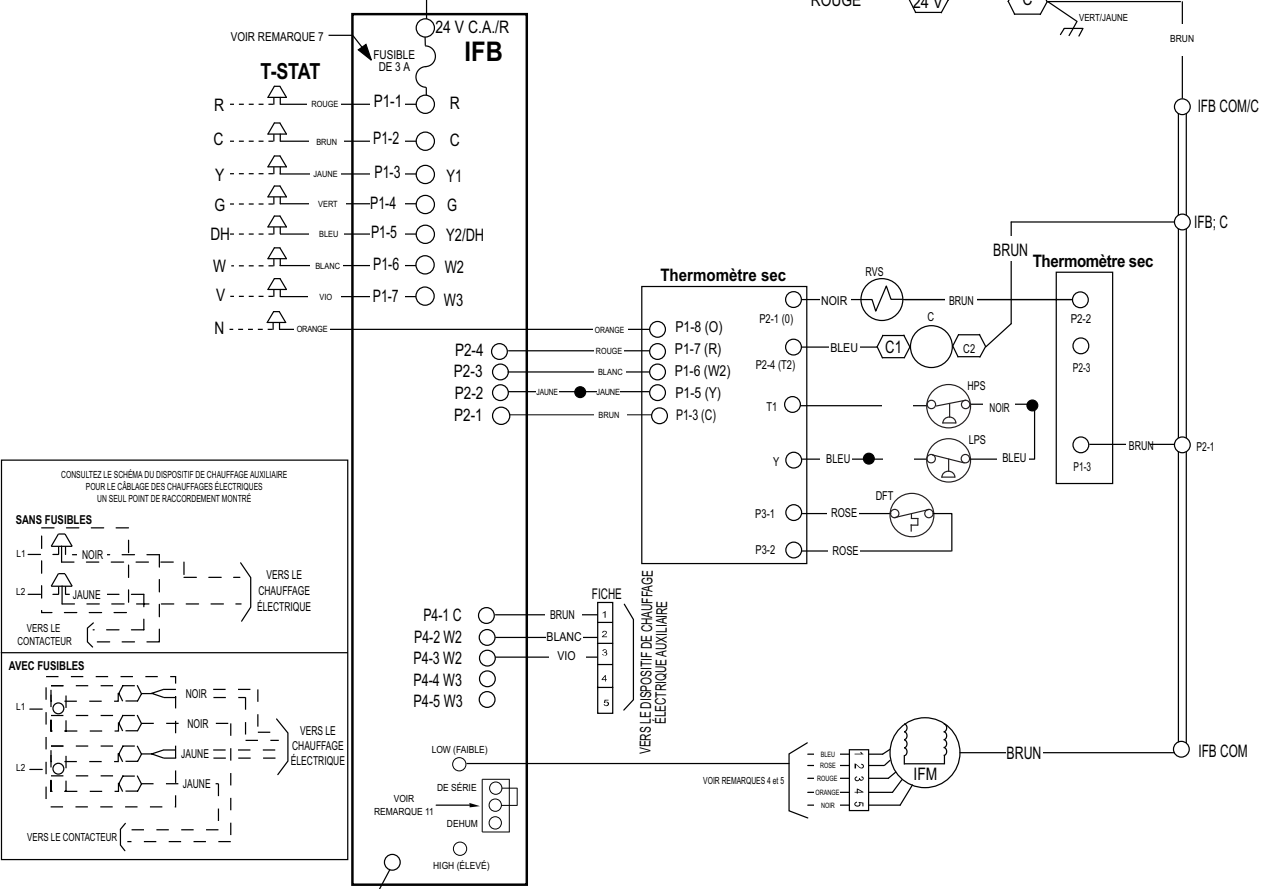 ROUGE
24 V
C
VERT/JAUNE
BRUN
24 V C.A./R
VOIR REMARQUE 7
FUSIBLE
DE 3 A
IFB
T-STAT
R ROUGE P1-1 R
C BRUN P1-2 C
Y JAUNE P1-3 Y1
G VERT P1-4 G
DH BLEU P1-5 Y2/DH
W BLANC P1-6 W2
V VIO P1-7 W3
N ORANGE ORANGE P1-8 (O)
P2-4 ROUGE P1-7 (R)
P2-3 BLANC P1-6 (W2)
P2-2 JAUNE JAUNE P1-5 (Y)
P2-1 BRUN P1-3 (C)
Thermomètre sec
NOIR RVS BRUN
P2-1 (0)
BLEU C1 C C2
P2-4 (T2)
BRUN
T1 HPS NOIR
Y BLEU LPS BLEU
P3-1 ROSE DFT
P3-2 ROSE
Thermomètre sec
P2-2
P2-3
P1-3
BRUN P2-1
IFB COM/C
IFB; C
IFB COM
CONSULTEZ LE SCHÉMA DU DISPOSITIF DE CHAUFFAGE AUXILIAIRE
POUR LE CÂBLAGE DES CHAUFFAGES ÉLECTRIQUES
UN SEUL POINT DE RACCORDEMENT MONTRÉ
SANS FUSIBLES
L1 NOIR
L2 JAUNE
VERS LE
CHAUFFAGE
ÉLECTRIQUE
VERS LE
CONTACTEUR
AVEC FUSIBLES
L1 NOIR
NOIR
L2 JAUNE
JAUNE
VERS LE
CHAUFFAGE
ÉLECTRIQUE
VERS LE CONTACTEUR
FICHE
P4-1 C BRUN 1
P4-2 W2 BLANC 2
P4-3 W2 VIO 3
P4-4 W3 4
P4-5 W3 5
VERS LE DISPOSITIF DE CHAUFFAGE
ÉLECTRIQUE AUXILIAIRE
LOW (FAIBLE)
DE SÉRIE
VOIR
REMARQUE 11
DEHUM
HIGH (ÉLEVÉ)
VOIR REMARQUES 4 et 5
BLEU 1
ROSE 2
ROUGE 3
ORANGE 4
NOIR 5
IFM
BRUN